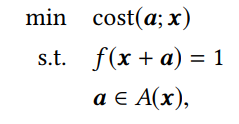 min cost(a; x)
s.t. f(x + a) = 1
a ∈ A(x),